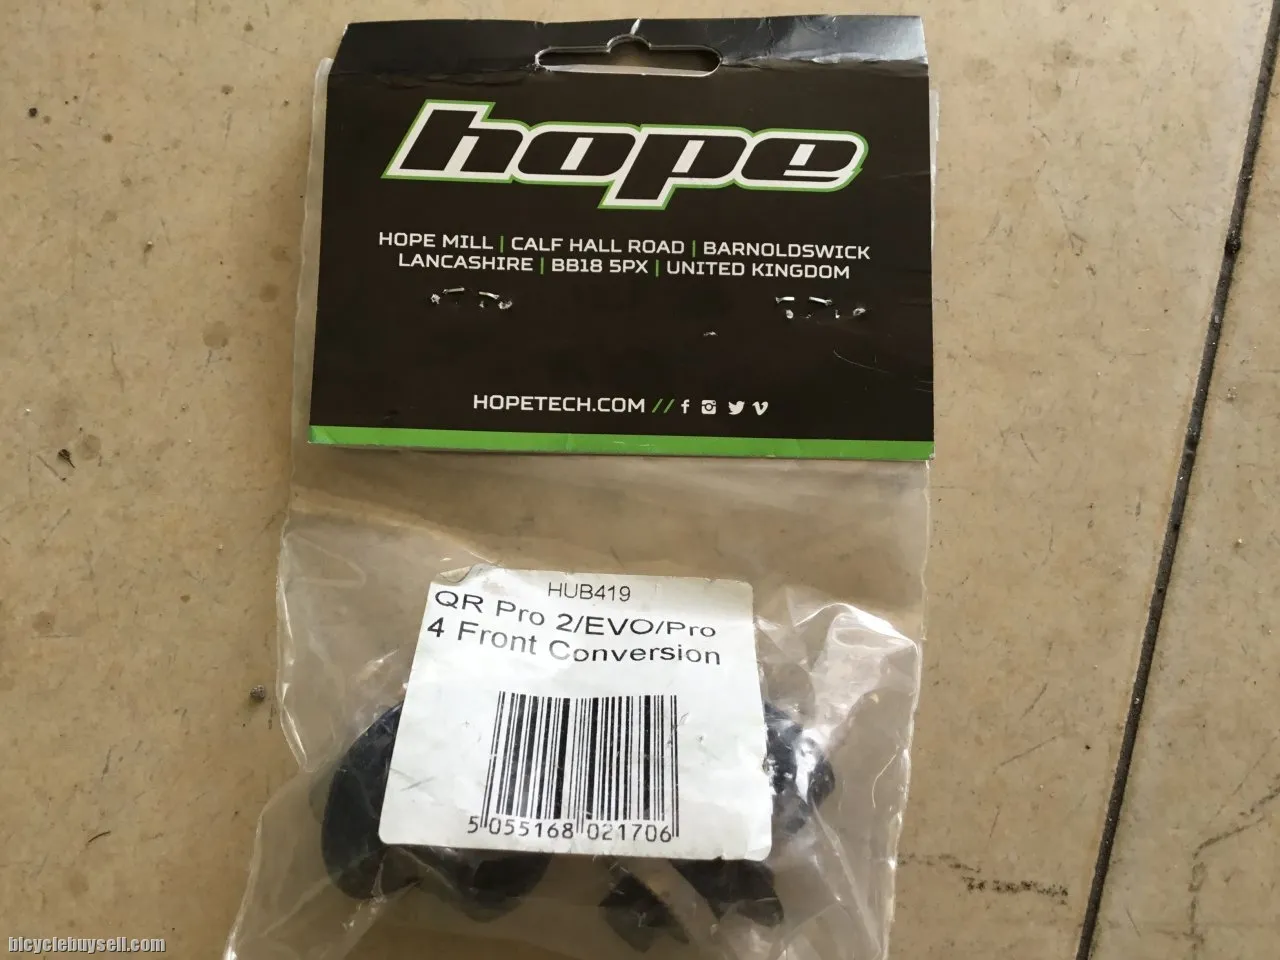 hope
HOPE MILL | CALF HALL ROAD | BARNOLDSWICK
LANCASHIRE | BB18 5PX | UNITED KINGDOM
HOPETECH.COM //
HUB419
QR Pro 2/EVO/Pro
4 Front Conversion
5 055168 021706
bicyclebuysell.com